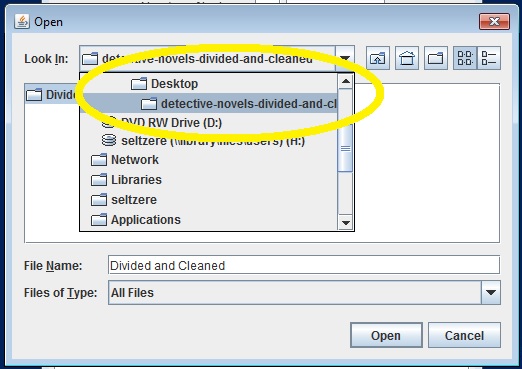 Open
Look In: detective-novels-divided-and-cleaned
Divide
Desktop
detective-novels-divided-and-cl
DVD RW Drive (D:)
seltzere (\\library\files\users) (H:)
Network
Libraries
seltzere
Applications
File Name: Divided and Cleaned
Files of Type: All Files
Open Cancel